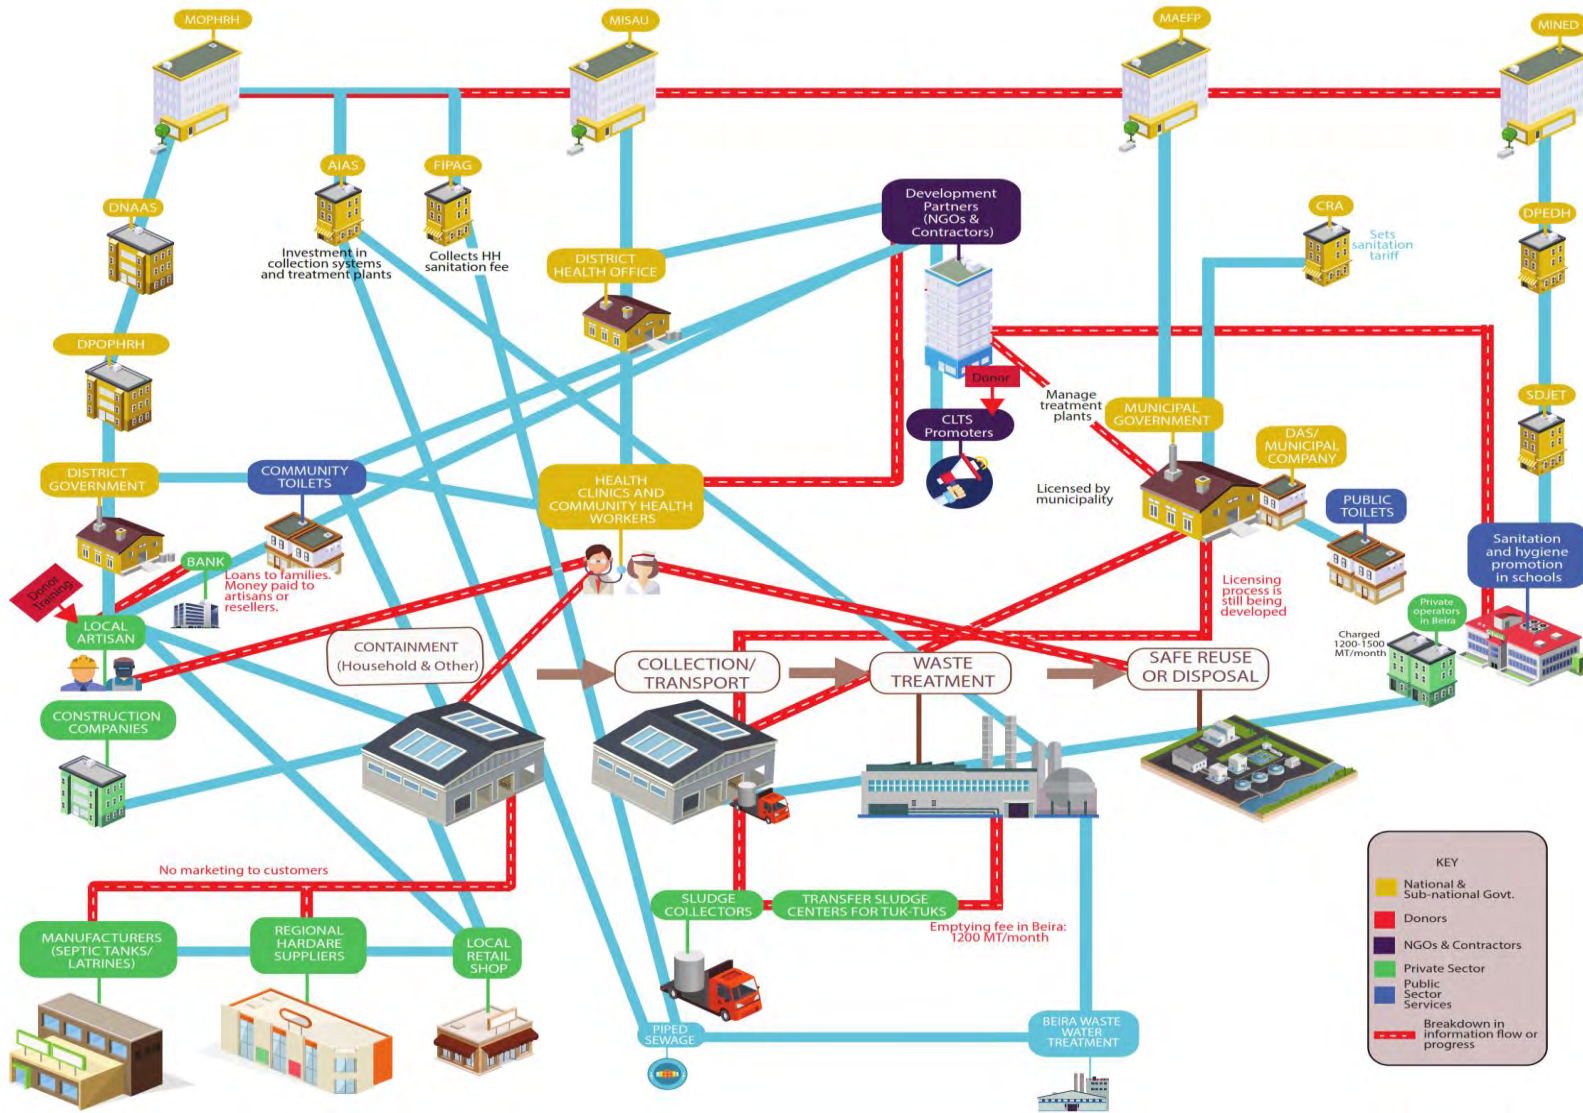 MOPHRH
MISAU
MAEFP
MINED
AIAS
FIPAG
DNAAS
Investment in
collection systems
and treatment plants
Collects HH
sanitation fee
DISTRICT
HEALTH OFFICE
Development
Partners
(NGOs &
Contractors)
CRA
Sets
sanitation
tariff
DPEDH
DPOPHRH
Donor
Manage
treatment
plants
CLTS
Promoters
MUNICIPAL
GOVERNMENT
SDJET
DAS/
MUNICIPAL
COMPANY
DISTRICT
GOVERNMENT
COMMUNITY
TOILETS
HEALTH
CLINICS AND
COMMUNITY HEALTH
WORKERS
Licensed by
municipality
PUBLIC
TOILETS
Sanitation
and hygiene
promotion
in schools
BANK
Loans to families.
Money paid to
artisans or
resellers.
Donor
Training
LOCAL
ARTISAN
Licensing
process is
still being
developed
Private
operators
in Beira
Charged
1200-1500
MT/month
CONTAINMENT
(Household & Other)
COLLECTION/
TRANSPORT
WASTE
TREATMENT
SAFE REUSE
OR DISPOSAL
CONSTRUCTION
COMPANIES
No marketing to customers
MANUFACTURERS
(SEPTIC TANKS/
LATRINES)
REGIONAL
HARDARE
SUPPLIERS
LOCAL
RETAIL
SHOP
SLUDGE
COLLECTORS
TRANSFER SLUDGE
CENTERS FOR TUK-TUKS
Emptying fee in Beira:
1200 MT/month
PIPED
SEWAGE
BEIRA WASTE
WATER
TREATMENT
KEY
National &
Sub-national Govt.
Donors
NGOs & Contractors
Private Sector
Public
Sector
Services
Breakdown in
information flow or
progress